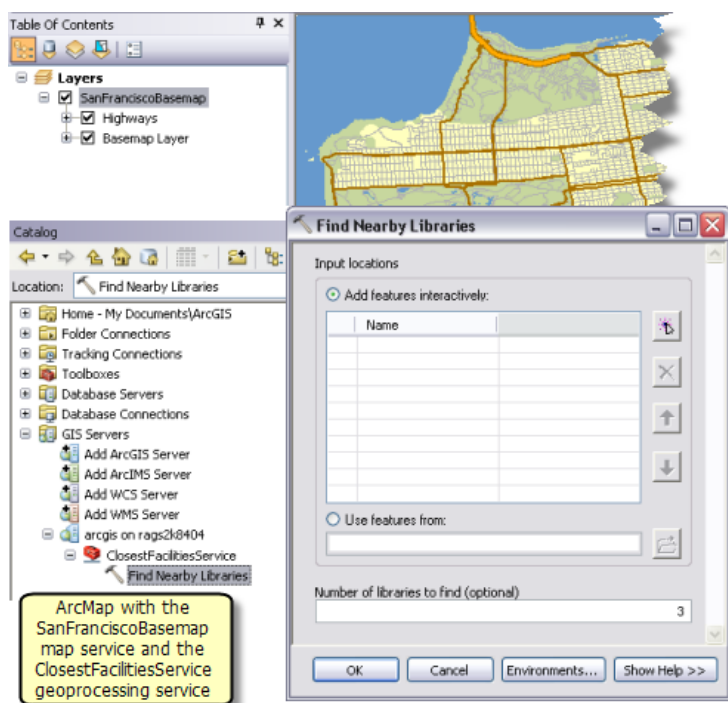 Table Of Contents
Layers
SanFranciscoBasemap
Highways
Basemap Layer
Catalog
Location: Find Nearby Libraries
Home - My Documents\ArcGIS
Folder Connections
Tracking Connections
Toolboxes
Database Servers
Database Connections
GIS Servers
Add ArcGIS Server
Add ArcIMS Server
Add WCS Server
Add WMS Server
arcgis on rags2k8404
ClosestFacilitiesService
Find Nearby Libraries
ArcMap with the
SanFranciscoBasemap
map service and the
ClosestFacilitiesService
geoprocessing service
Find Nearby Libraries
Input locations
Add features interactively:
Name
Use features from:
Number of libraries to find (optional)
3
OK Cancel Environments... Show Help >>